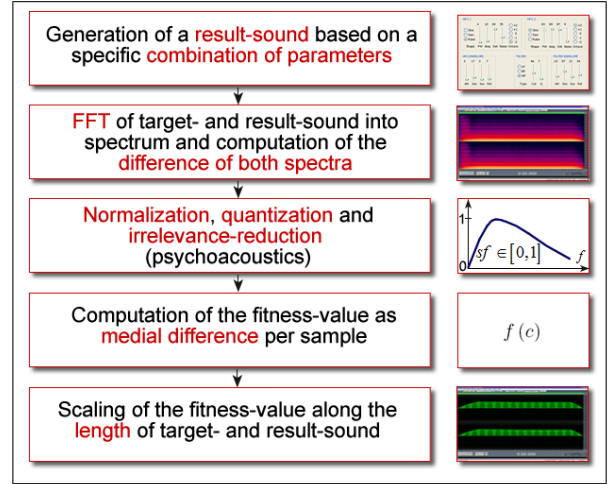 Generation of a result-sound based on a
specific combination of parameters
FFT of target- and result-sound into
spectrum and computation of the
difference of both spectra
Normalization, quantization and
irrelevance-reduction
(psychoacoustics)
1
0
sf ∈ [0,1]
f
Computation of the fitness-value as
medial difference per sample
f (c)
Scaling of the fitness-value along the
length of target- and result-sound